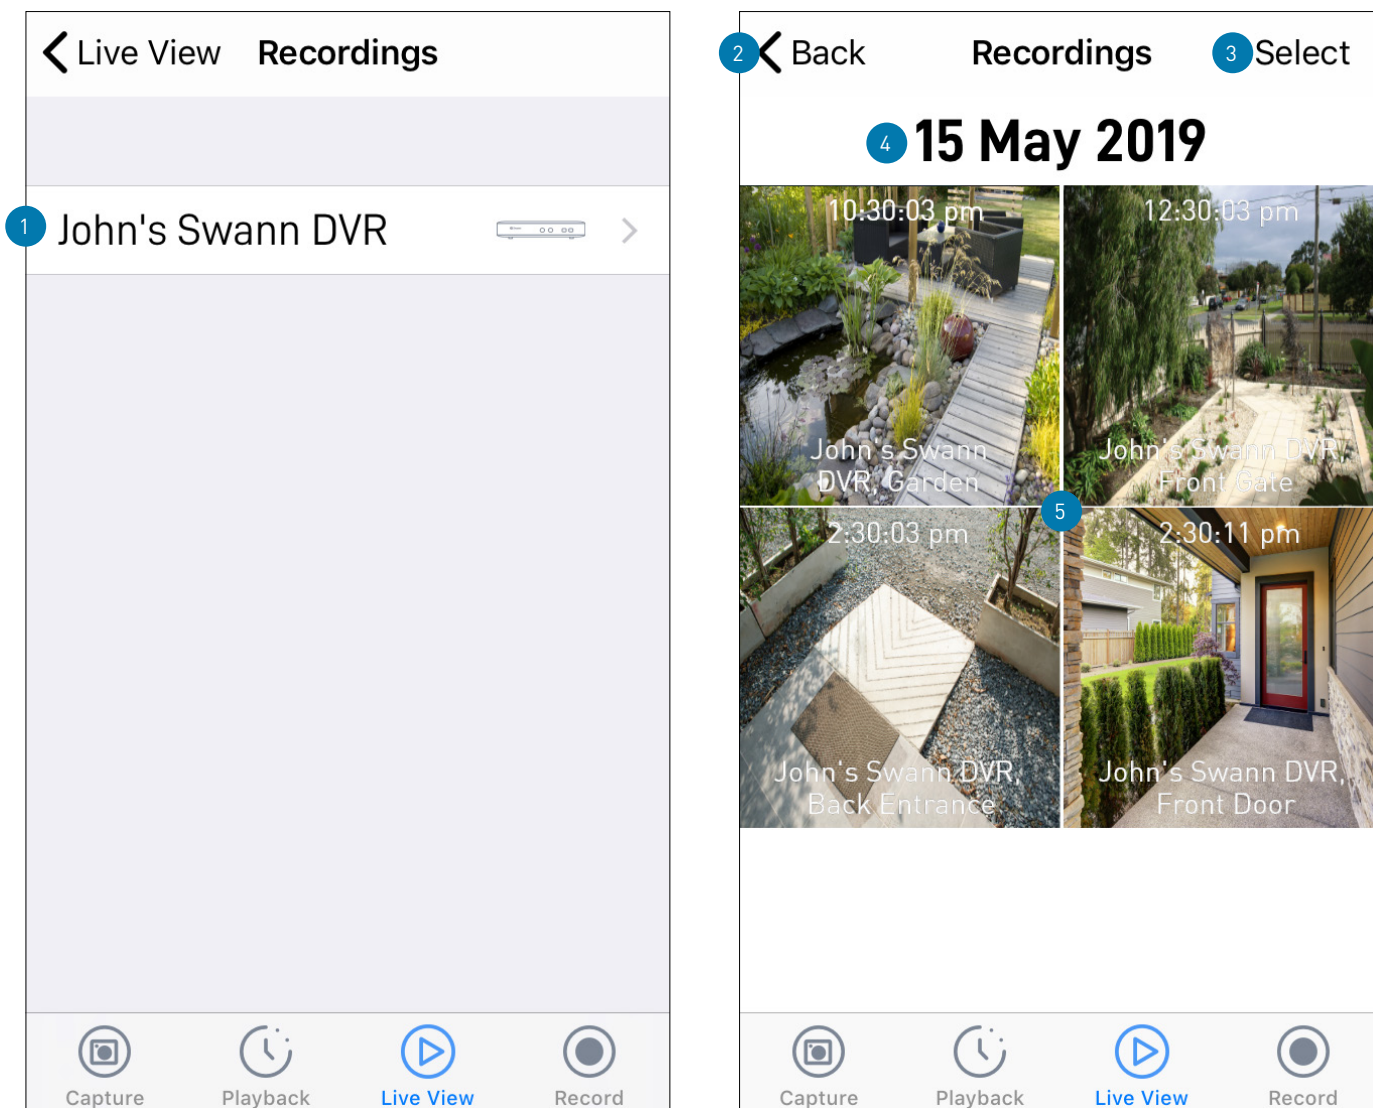 Live View Recordings
1 John's Swann DVR
Capture Playback Live View Record
2 Back Recordings 3 Select
4 15 May 2019
10:30:03 pm
John's Swann
DVR, Garden
12:30:03 pm
John's Swann DVR,
Front Gate
5
2:30:03 pm
John's Swann DVR,
Back Entrance
2:30:11 pm
John's Swann DVR,
Front Door
Capture Playback Live View Record